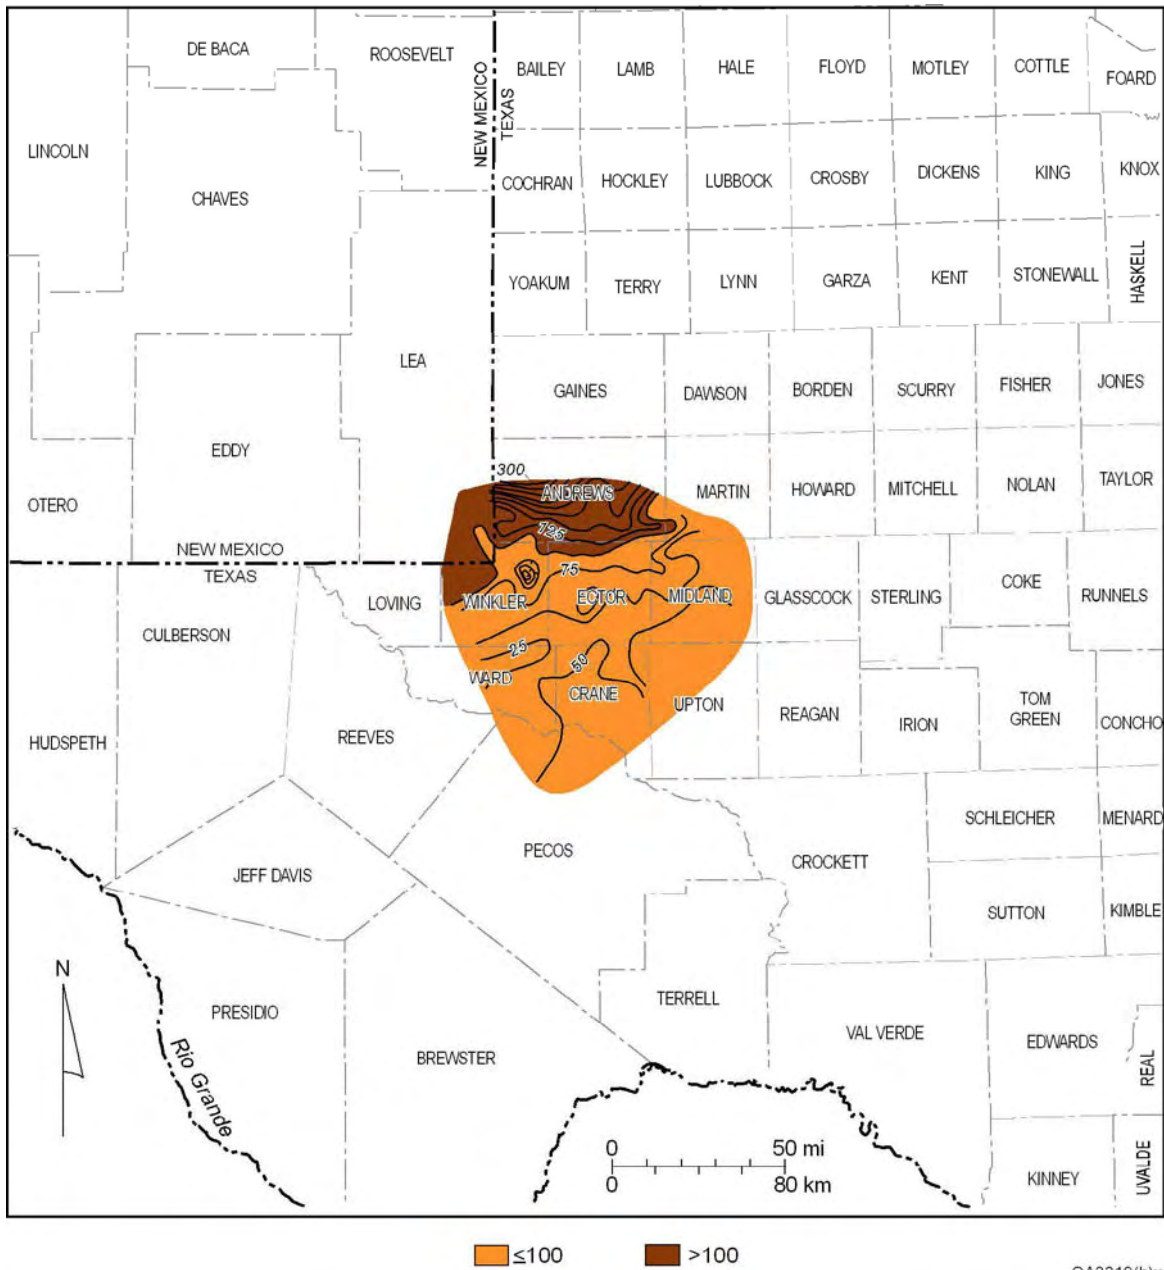 DE BACA
ROOSEVELT
NEW MEXICO
TEXAS
BAILEY
LAMB
HALE
FLOYD
MOTLEY
COTTLE
FOARD
LINCOLN
CHAVES
COCHRAN
HOCKLEY
LUBBOCK
CROSBY
DICKENS
KING
KNOX
YOAKUM
TERRY
LYNN
GARZA
KENT
STONEWALL
HASKELL
LEA
GAINES
DAWSON
BORDEN
SCURRY
FISHER
JONES
EDDY
OTERO
300
ANDREWS
MARTIN
HOWARD
MITCHELL
NOLAN
TAYLOR
125
NEW MEXICO
TEXAS
75
LOVING
WINKLER
ECTOR
MIDLAND
GLASSCOCK
STERLING
COKE
RUNNELS
CULBERSON
25
50
WARD
CRANE
UPTON
REAGAN
IRION
TOM
GREEN
CONCHO
HUDSPETH
REEVES
SCHLEICHER
MENARD
PECOS
CROCKETT
JEFF DAVIS
SUTTON
KIMBLE
N
TERRELL
PRESIDIO
VAL VERDE
EDWARDS
REAL
BREWSTER
Rio Grande
0 50 mi
0 80 km
KINNEY
UVALDE
≤100
>100